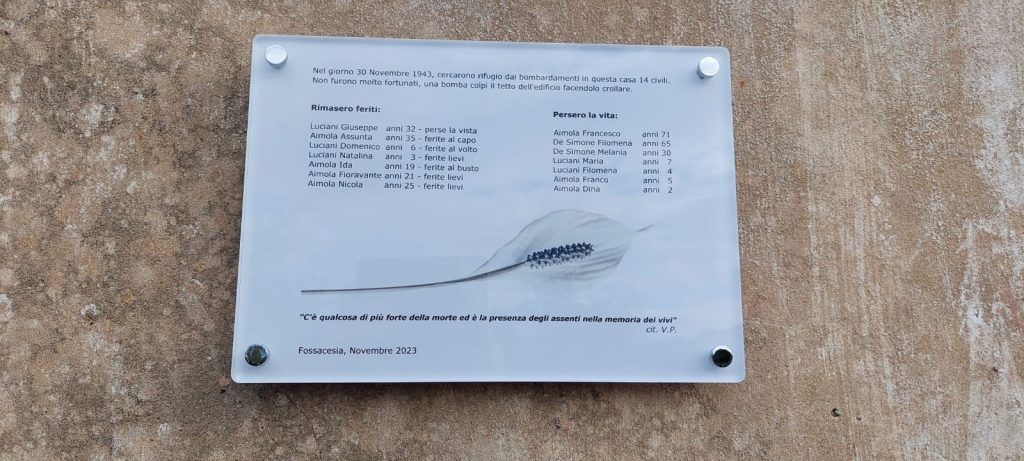 Nel giorno 30 Novembre 1943, cercarono rifugio dai bombardamenti in questa casa 14 civili.
Non furono molto fortunati, una bomba colpì il tetto dell'edificio facendolo crollare.
Rimasero feriti:
Luciani Giuseppe anni 32 - perse la vista
Aimola Assunta anni 35 - ferite al capo
Luciani Domenico anni 6 - ferite al volto
Luciani Natalina anni 3 - ferite lievi
Aimola Ida anni 19 - ferite al busto
Aimola Fioravante anni 21 - ferite lievi
Aimola Nicola anni 25 - ferite lievi
Persero la vita:
Aimola Francesco anni 71
De Simone Filomena anni 65
De Simone Melania anni 30
Luciani Maria anni 7
Luciani Filomena anni 4
Aimola Franco anni 5
Aimola Dina anni 2
"C'è qualcosa di più forte della morte ed è la presenza degli assenti nella memoria dei vivi"
cit. V.P.
Fossacesia, Novembre 2023